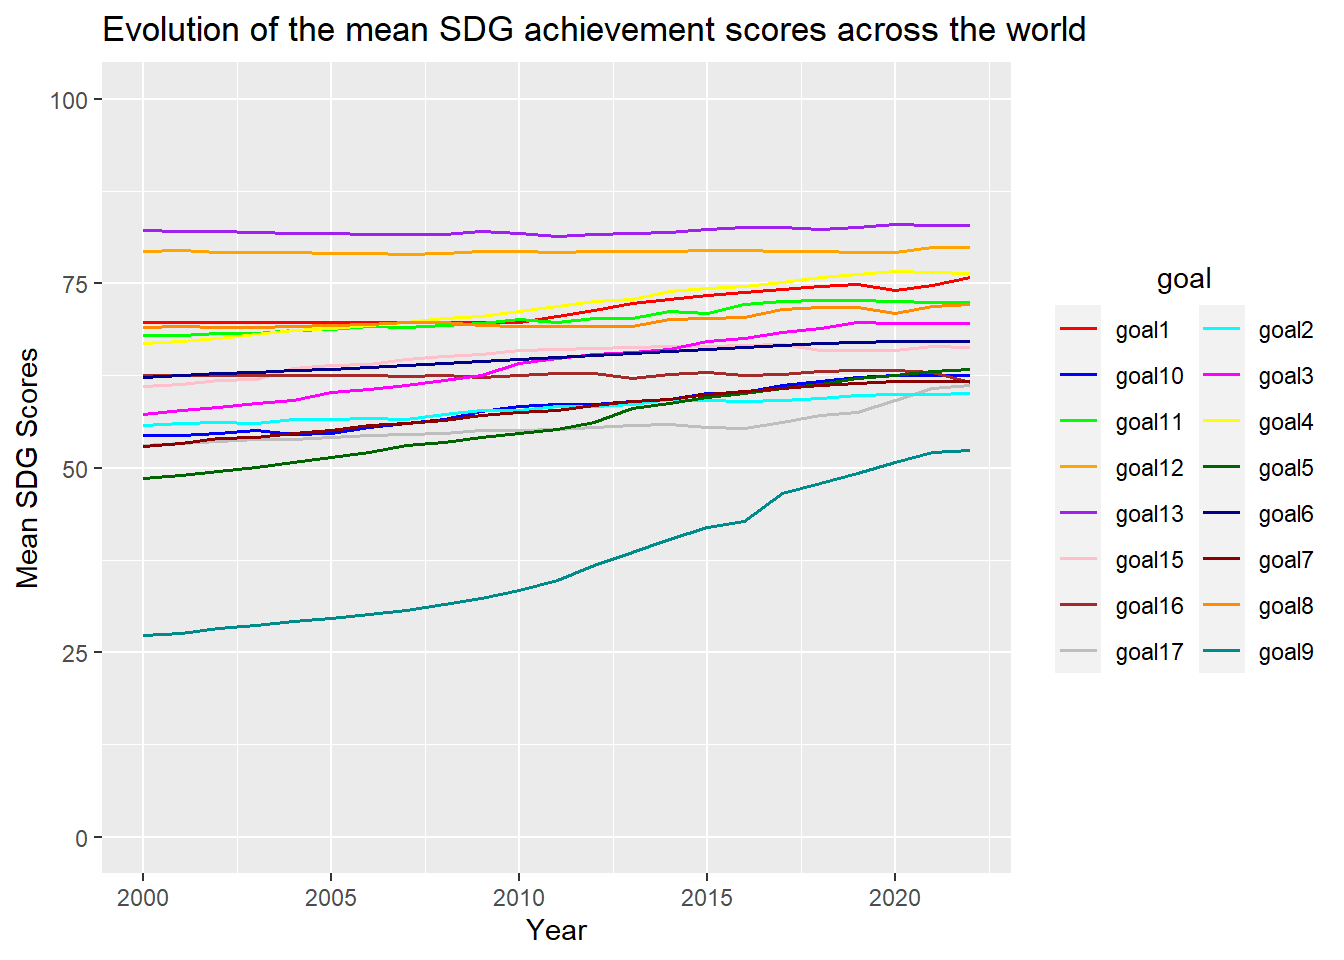 Evolution of the mean SDG achievement scores across the world
Mean SDG Scores
100
75
50
25
0
2000 2005 2010 2015 2020
Year
goal
goal1 goal2
goal10 goal3
goal11 goal4
goal12 goal5
goal13 goal6
goal15 goal7
goal16 goal8
goal17 goal9